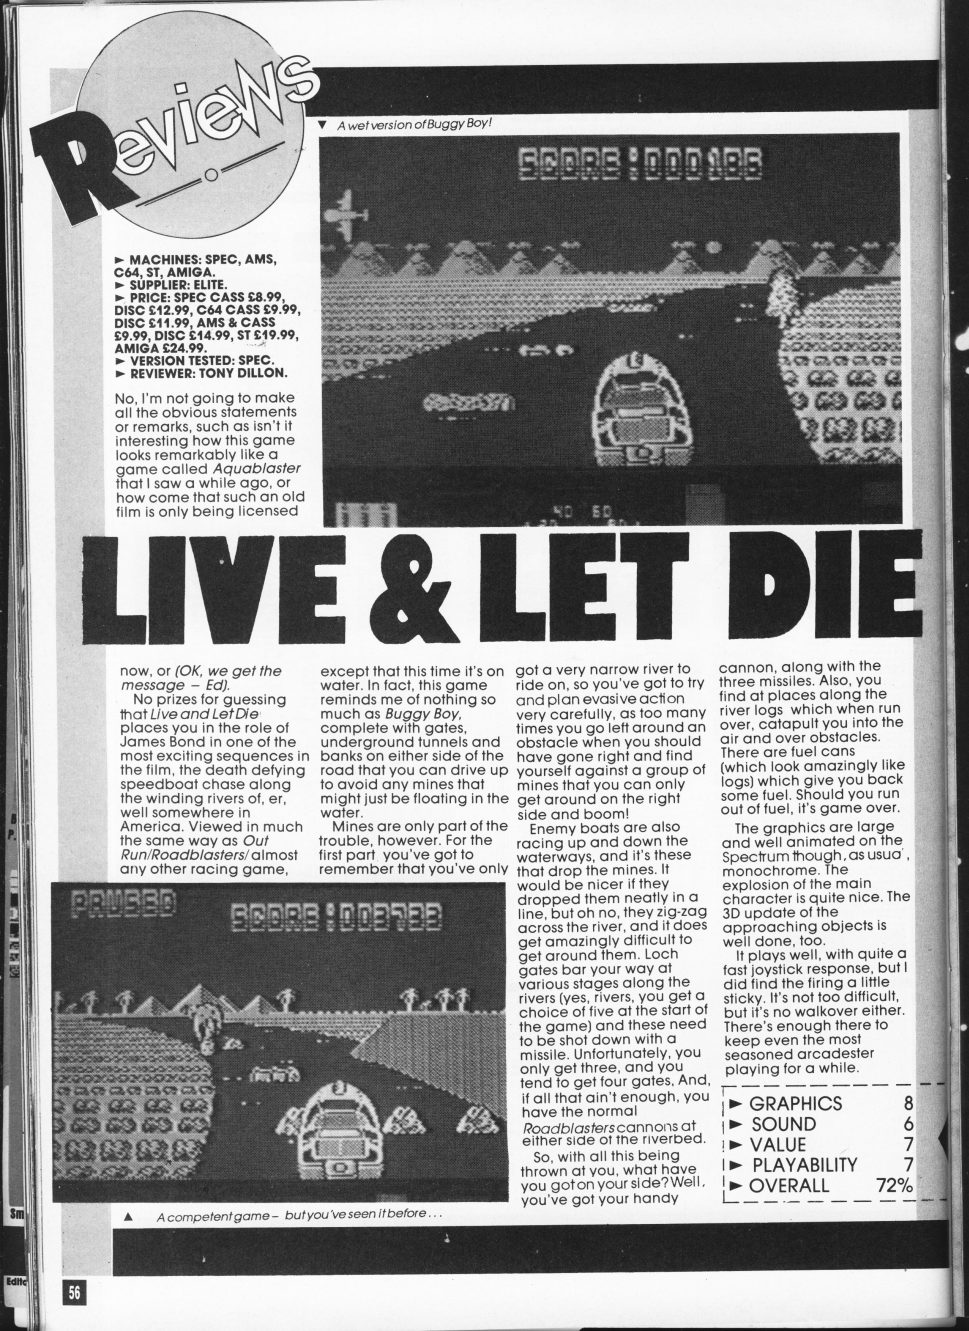 Reviews
▼ A wet version of Buggy Boy!
SCORE:000186
► MACHINES: SPEC, AMS,
C64, ST, AMIGA.
► SUPPLIER: ELITE.
► PRICE: SPEC CASS £8.99,
DISC £12.99, C64 CASS £9.99,
DISC £11.99, AMS & CASS
£9.99, DISC £14.99, ST £19.99,
AMIGA £24.99.
► VERSION TESTED: SPEC.
► REVIEWER: TONY DILLON.
No, I'm not going to make
all the obvious statements
or remarks, such as isn't it
interesting how this game
looks remarkably like a
game called Aquablaster
that I saw a while ago, or
how come that such an old
film is only being licensed
LIVE & LET DIE
now, or (OK, we get the
message – Ed).
No prizes for guessing
that Live and Let Die
places you in the role of
James Bond in one of the
most exciting sequences in
the film, the death defying
speedboat chase along
the winding rivers of, er,
well somewhere in
America. Viewed in much
the same way as Out
Run/Roadblasters/almost
any other racing game,
except that this time it's on
water. In fact, this game
reminds me of nothing so
much as Buggy Boy,
complete with gates,
underground tunnels and
banks on either side of the
road that you can drive up
to avoid any mines that
might just be floating in the
water.
Mines are only part of the
trouble, however. For the
first part you've got to
remember that you've only
got a very narrow river to
ride on, so you've got to try
and plan evasive action
very carefully, as too many
times you go left around an
obstacle when you should
have gone right and find
yourself against a group of
mines that you can only
get around on the right
side and boom!
Enemy boats are also
racing up and down the
waterways, and it's these
that drop the mines. It
would be nicer if they
dropped them neatly in a
line, but oh no, they zig-zag
across the river, and it does
get amazingly difficult to
get around them. Loch
gates bar your way at
various stages along the
rivers (yes, rivers, you get a
choice of five at the start of
the game) and these need
to be shot down with a
missile. Unfortunately, you
only get three, and you
tend to get four gates, And,
if all that ain't enough, you
have the normal
Roadblasters cannons at
either side of the riverbed.
So, with all this being
thrown at you, what have
you got on your side? Well,
you've got your handy
cannon, along with the
three missiles. Also, you
find at places along the
river logs which when run
over, catapult you into the
air and over obstacles.
There are fuel cans
(which look amazingly like
logs) which give you back
some fuel. Should you run
out of fuel, it's game over.
The graphics are large
and well animated on the
Spectrum though, as usua',
monochrome. The
explosion of the main
character is quite nice. The
3D update of the
approaching objects is
well done, too.
It plays well, with quite a
fast joystick response, but I
did find the firing a little
sticky. It's not too difficult,
but it's no walkover either.
There's enough there to
keep even the most
seasoned arcadester
playing for a while.
► GRAPHICS 8
► SOUND 6
► VALUE 7
► PLAYABILITY 7
► OVERALL 72%
PAUSED
SCORE:003733
▲ A competent game – but you've seen it before . . .
56